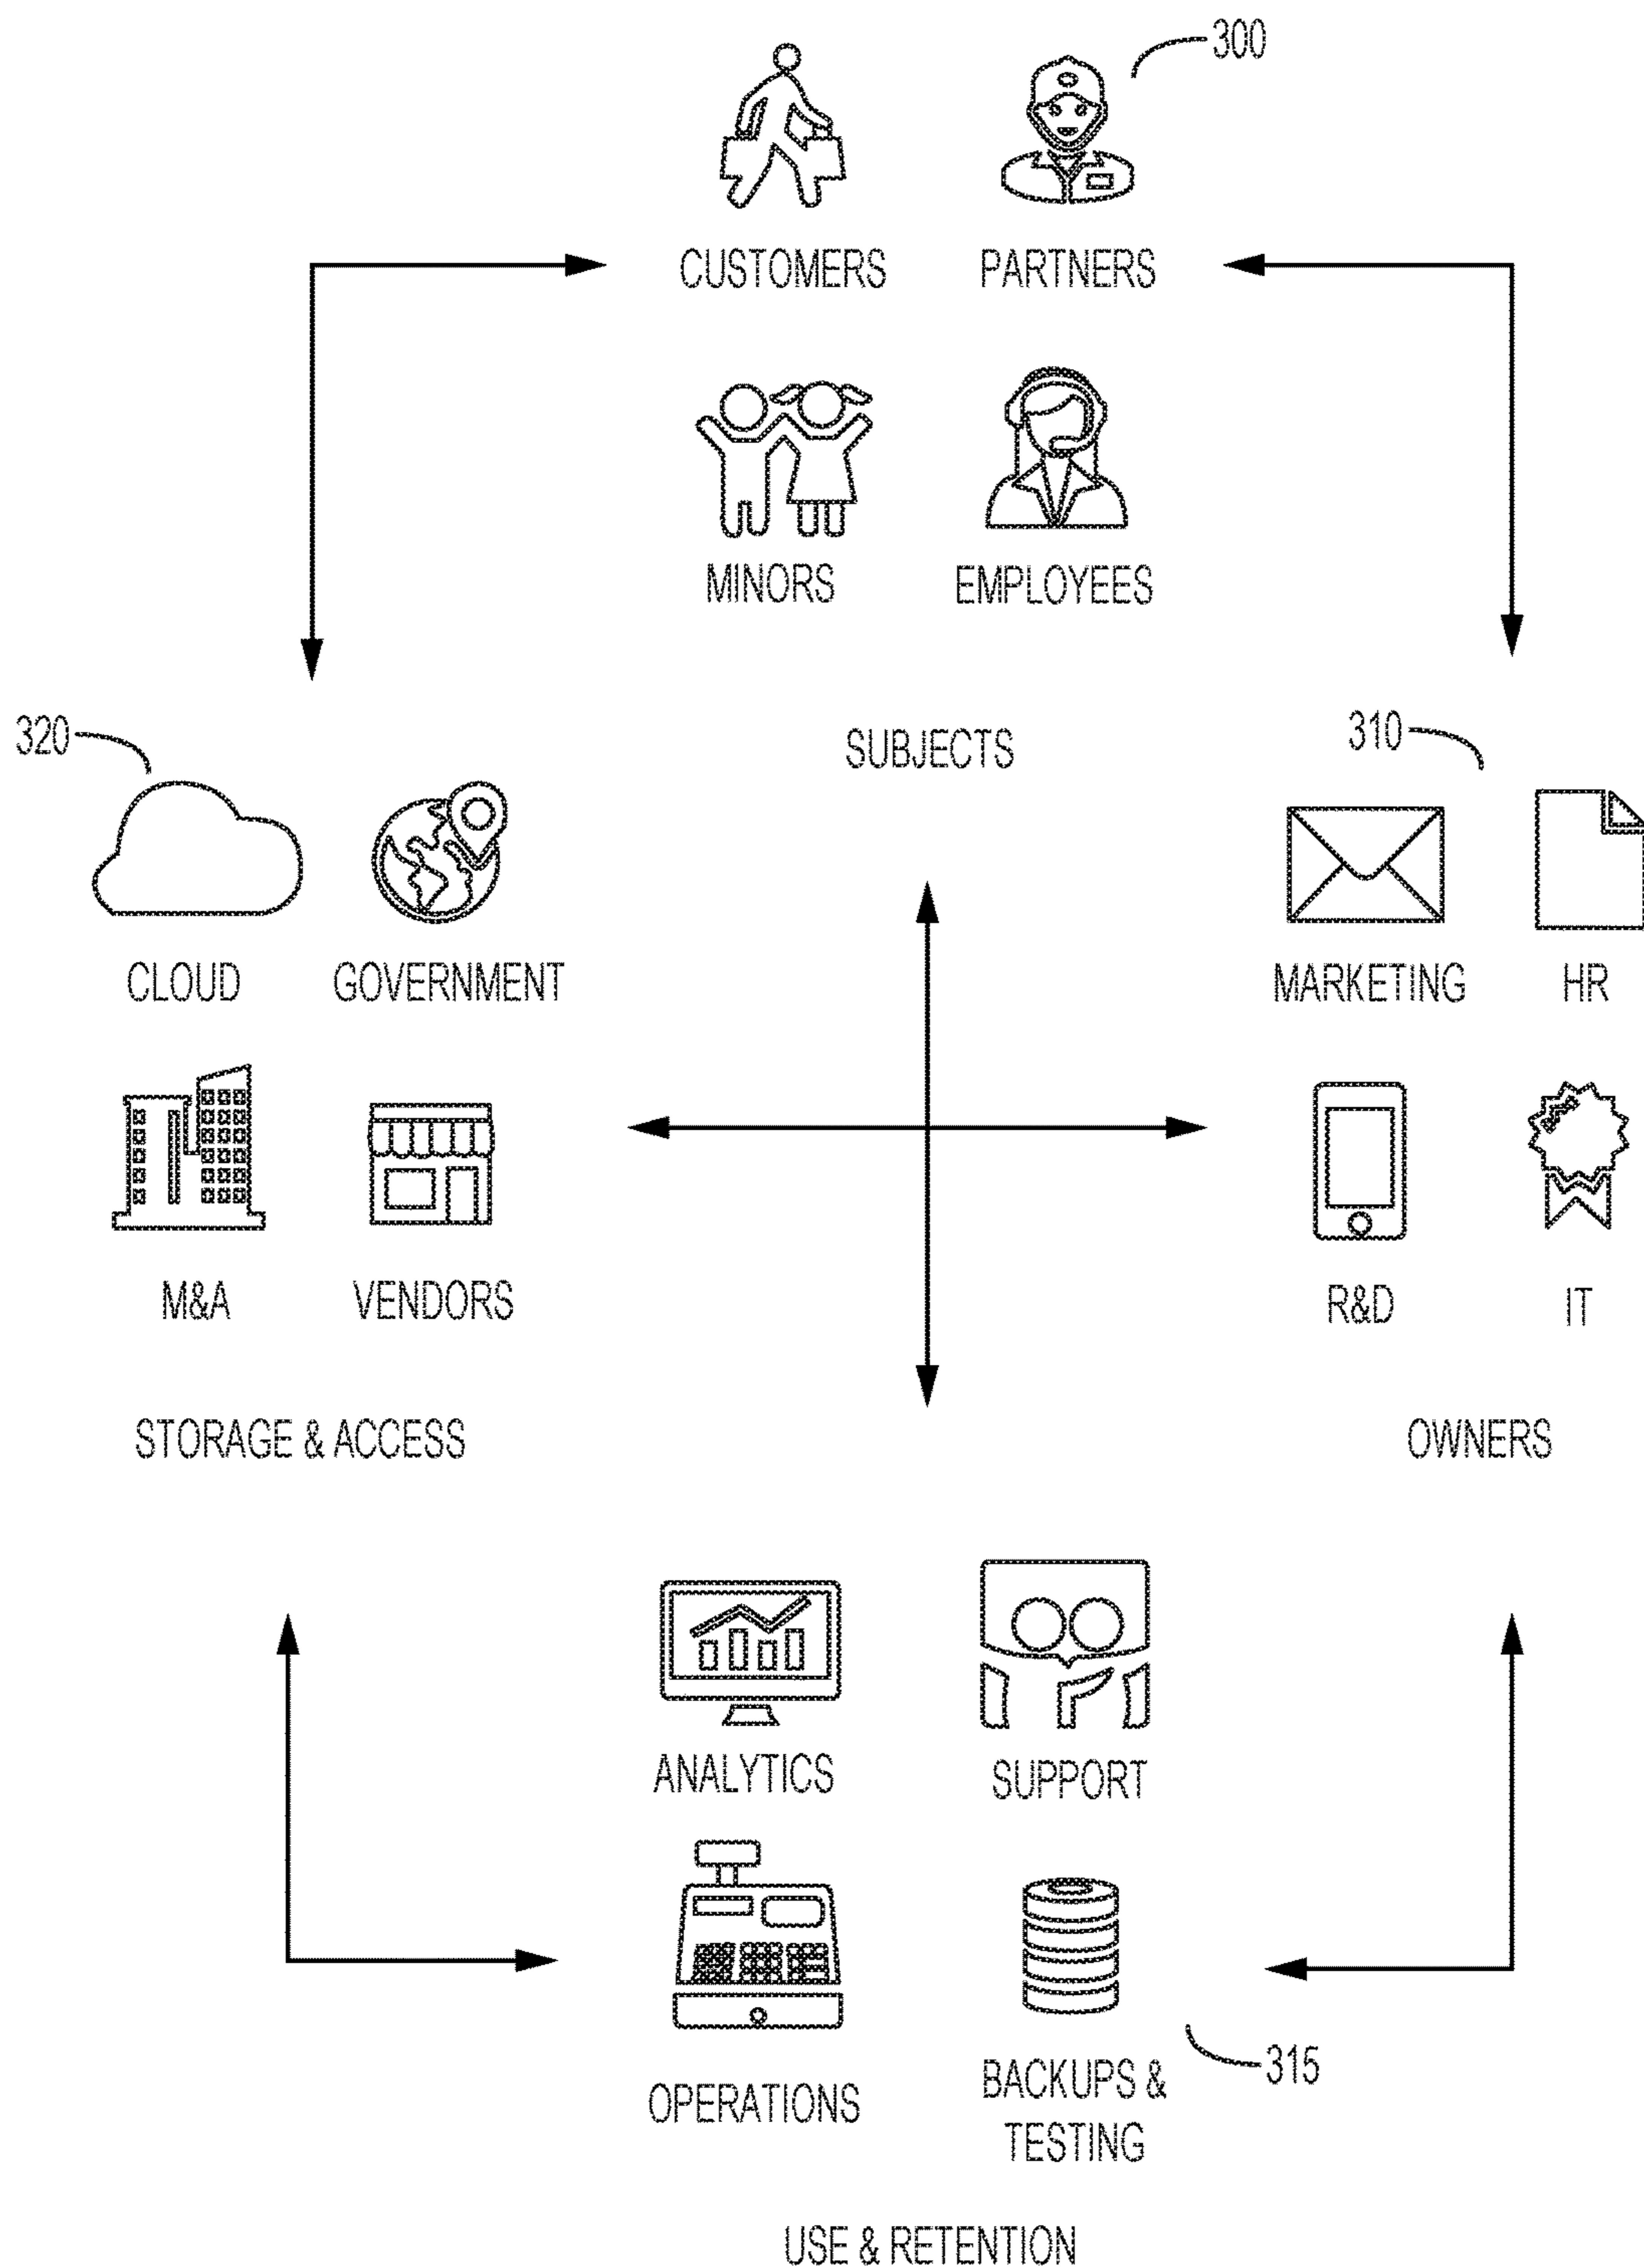 300
CUSTOMERS
PARTNERS
MINORS
EMPLOYEES
SUBJECTS
320
CLOUD
GOVERNMENT
M&A
VENDORS
STORAGE & ACCESS
310
MARKETING
HR
R&D
IT
OWNERS
ANALYTICS
SUPPORT
OPERATIONS
BACKUPS &
TESTING
315
USE & RETENTION